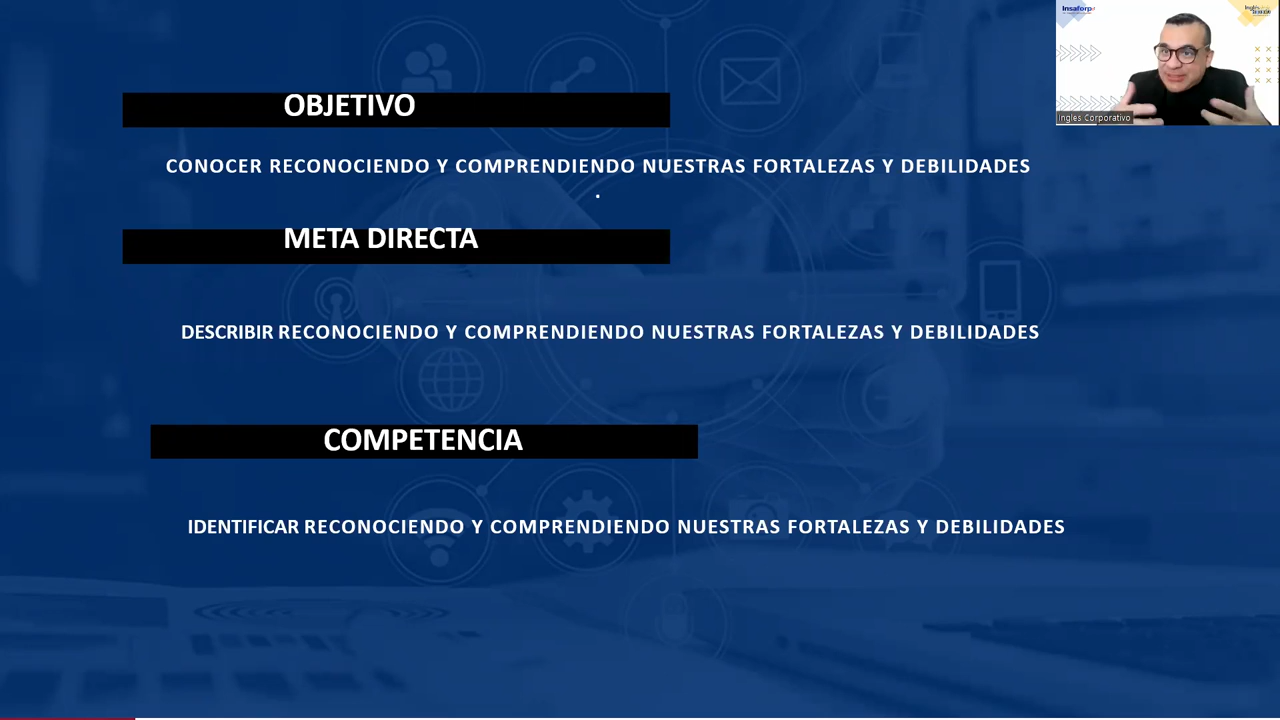 OBJETIVO
CONOCER RECONOCIENDO Y COMPRENDIENDO NUESTRAS FORTALEZAS Y DEBILIDADES
.
META DIRECTA
DESCRIBIR RECONOCIENDO Y COMPRENDIENDO NUESTRAS FORTALEZAS Y DEBILIDADES
COMPETENCIA
IDENTIFICAR RECONOCIENDO Y COMPRENDIENDO NUESTRAS FORTALEZAS Y DEBILIDADES
Insaforp
Ingles Corporativo